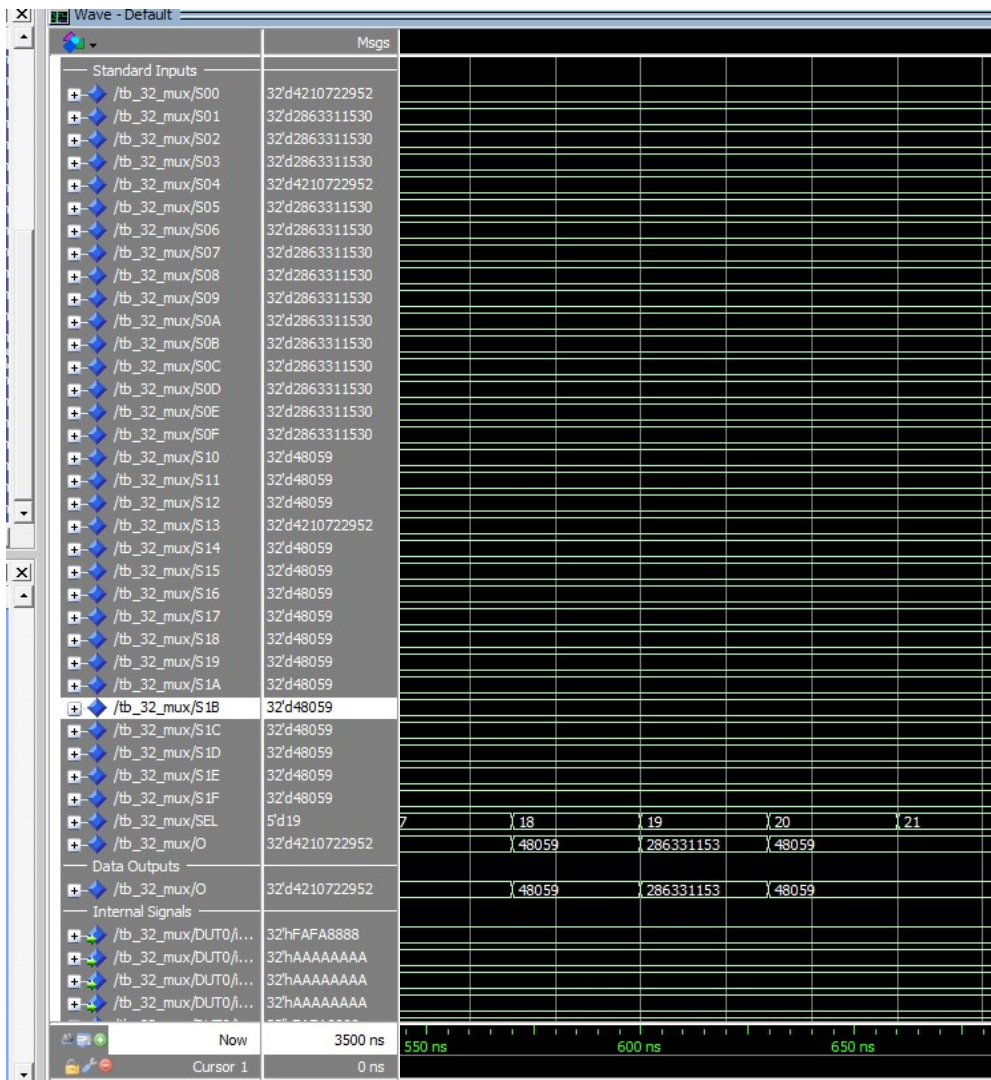 Wave - Default
Msgs
Standard Inputs
/tb_32_mux/S00 32'd4210722952
/tb_32_mux/S01 32'd2863311530
/tb_32_mux/S02 32'd2863311530
/tb_32_mux/S03 32'd2863311530
/tb_32_mux/S04 32'd4210722952
/tb_32_mux/S05 32'd2863311530
/tb_32_mux/S06 32'd2863311530
/tb_32_mux/S07 32'd2863311530
/tb_32_mux/S08 32'd2863311530
/tb_32_mux/S09 32'd2863311530
/tb_32_mux/S0A 32'd2863311530
/tb_32_mux/S0B 32'd2863311530
/tb_32_mux/S0C 32'd2863311530
/tb_32_mux/S0D 32'd2863311530
/tb_32_mux/S0E 32'd2863311530
/tb_32_mux/S0F 32'd2863311530
/tb_32_mux/S10 32'd48059
/tb_32_mux/S11 32'd48059
/tb_32_mux/S12 32'd48059
/tb_32_mux/S13 32'd4210722952
/tb_32_mux/S14 32'd48059
/tb_32_mux/S15 32'd48059
/tb_32_mux/S16 32'd48059
/tb_32_mux/S17 32'd48059
/tb_32_mux/S18 32'd48059
/tb_32_mux/S19 32'd48059
/tb_32_mux/S1A 32'd48059
/tb_32_mux/S1B 32'd48059
/tb_32_mux/S1C 32'd48059
/tb_32_mux/S1D 32'd48059
/tb_32_mux/S1E 32'd48059
/tb_32_mux/S1F 32'd48059
/tb_32_mux/SEL 5'd19 7 18 19 20 21
/tb_32_mux/O 32'd4210722952 48059 286331153 48059
Data Outputs
/tb_32_mux/O 32'd4210722952 48059 286331153 48059
Internal Signals
/tb_32_mux/DUT0/i... 32'hFAFA8888
/tb_32_mux/DUT0/i... 32'hAAAAAAAA
/tb_32_mux/DUT0/i... 32'hAAAAAAAA
/tb_32_mux/DUT0/i... 32'hAAAAAAAA
Now 3500 ns 550 ns 600 ns 650 ns
Cursor 1 0 ns